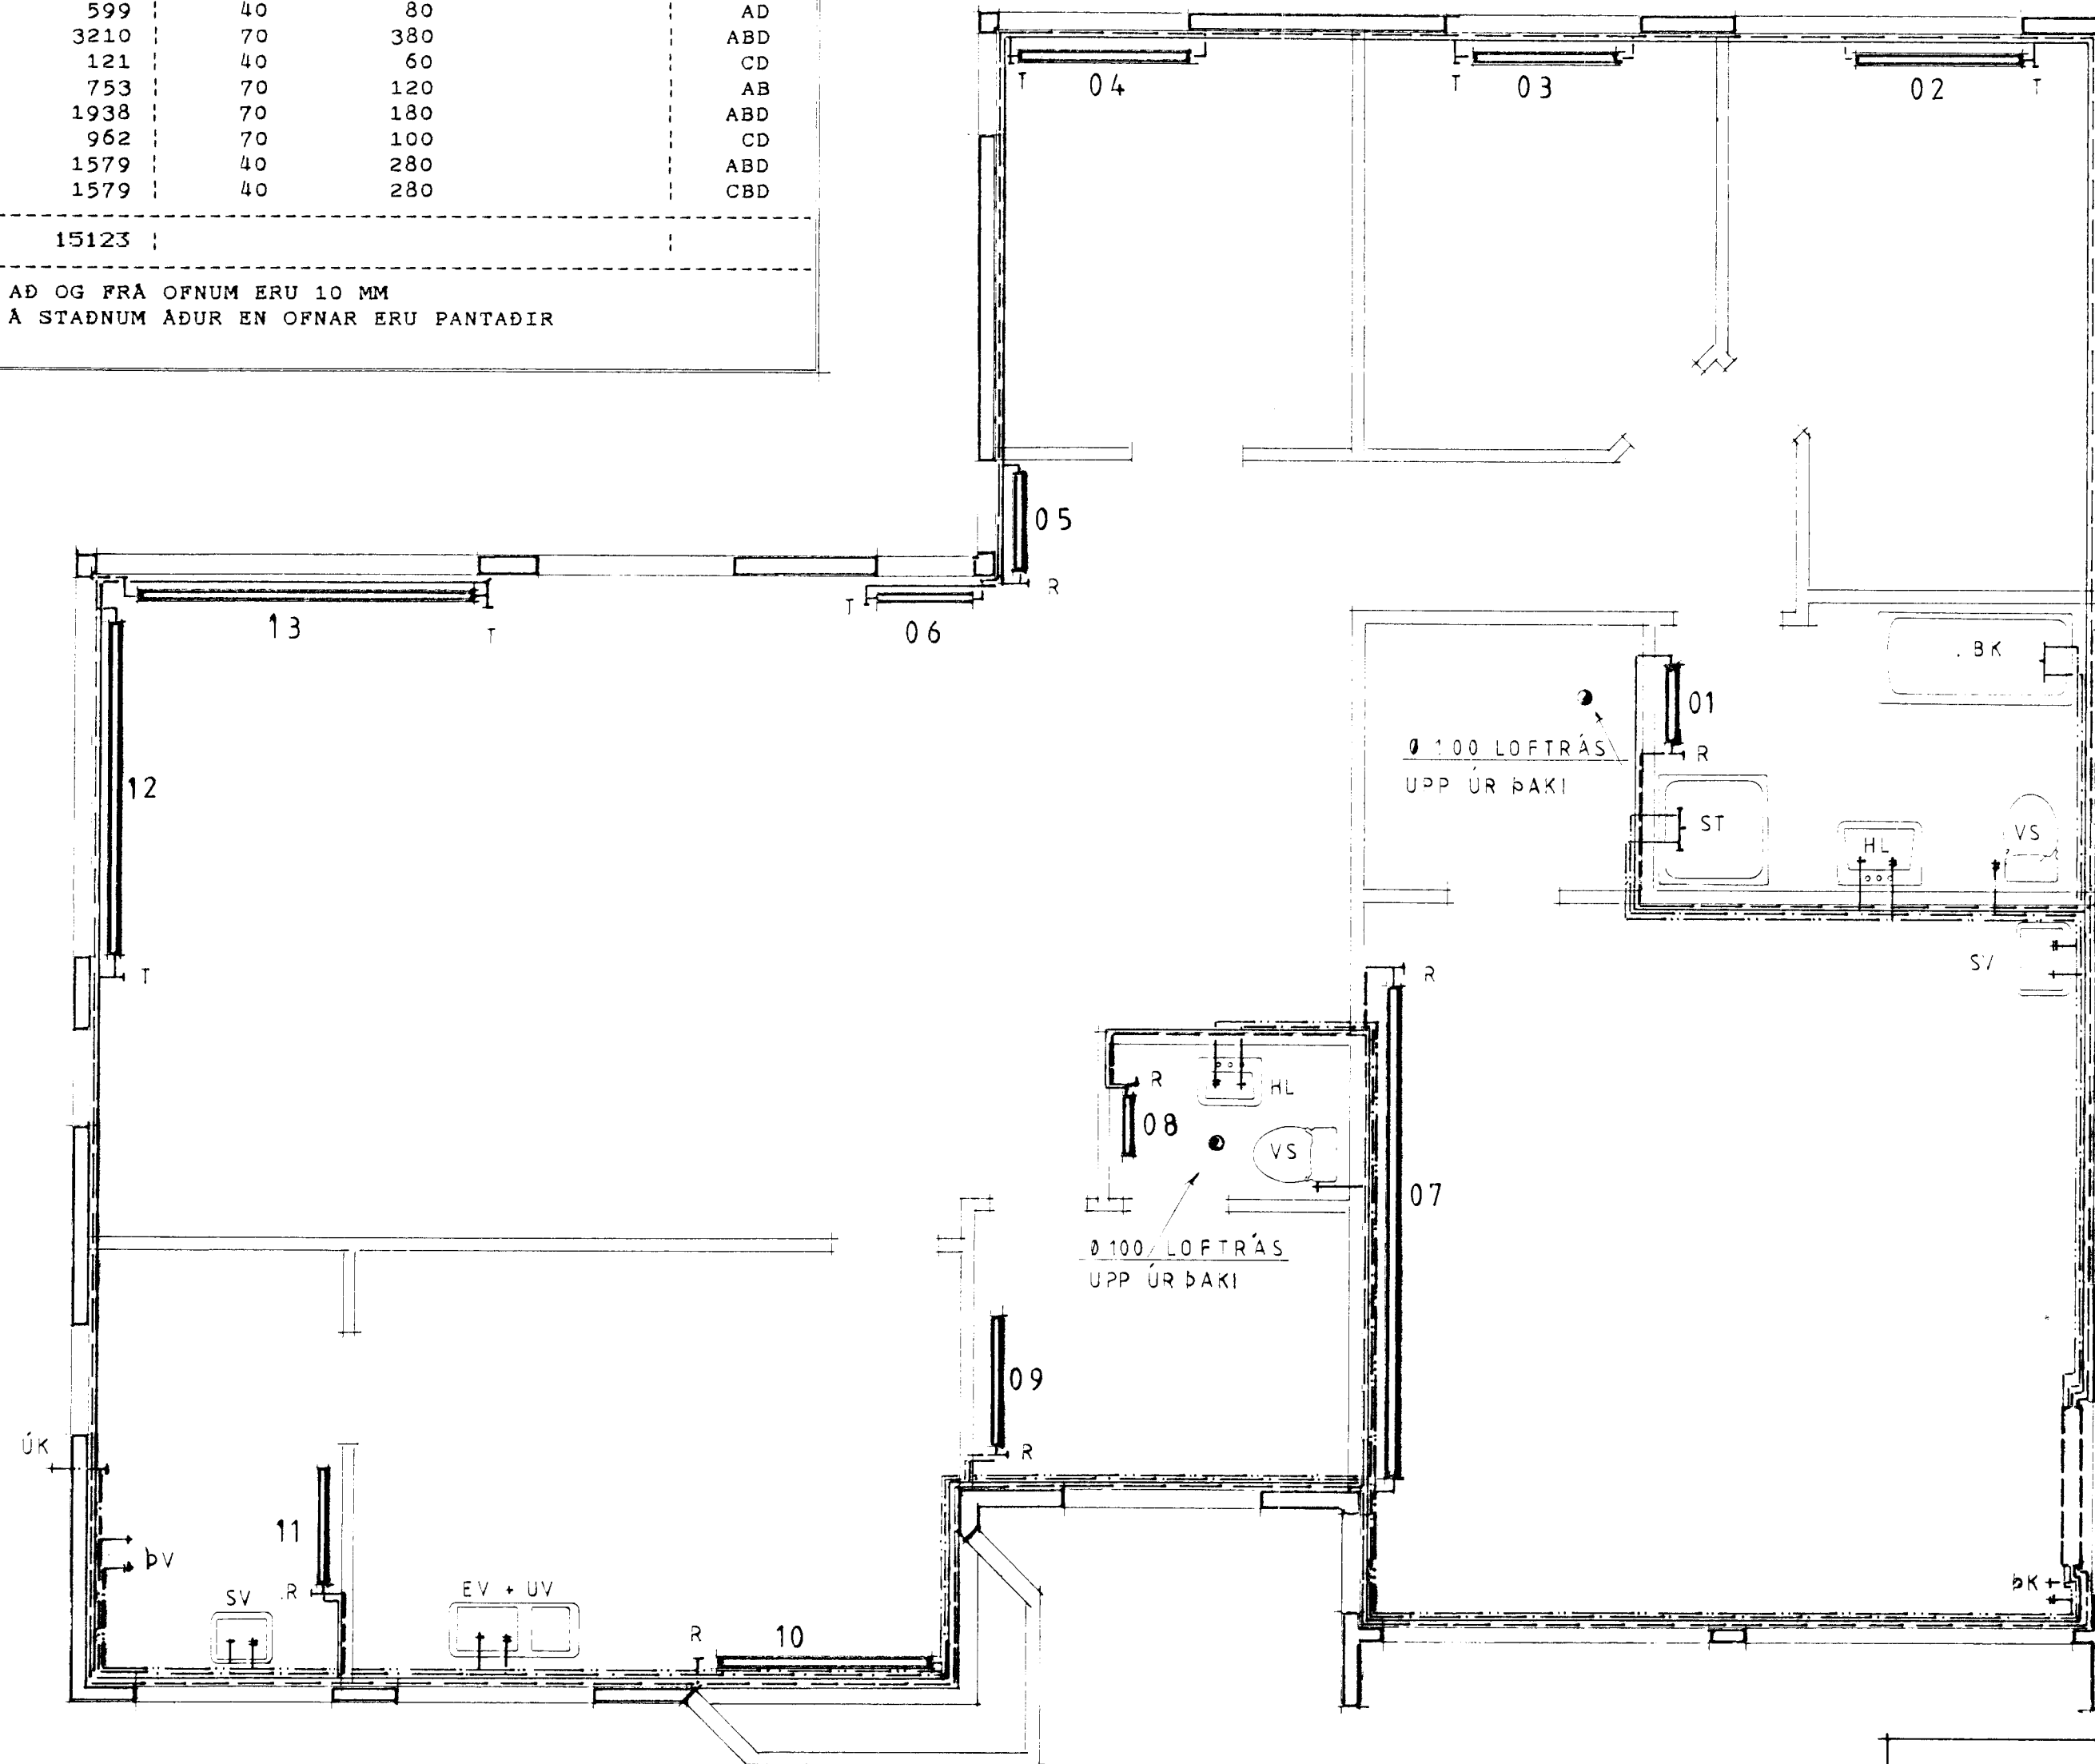 599 40 80 AD
3210 70 380 ABD
121 40 60 CD
753 70 120 AB
1938 70 180 ABD
962 70 100 CD
1579 40 280 ABD
1579 40 280 CBD
15123
AÐ OG FRÁ OFNUM ERU 10 MM
Á STAÐNUM ÁÐUR EN OFNAR ERU PANTAÐIR
T 04 T 03 02 T
05
R
13 T T 06
BK
01
R
Ø 100 LOFTRÁS
UPP ÚR ÞAKI
12
ST HL VS
T
R SV
R HL
08
VS
07
Ø 100 LOFTRÁS
UPP ÚR ÞAKI
09
R
ÚK
11
ÞV
R
SV
EV + UV
R 10
ÞK